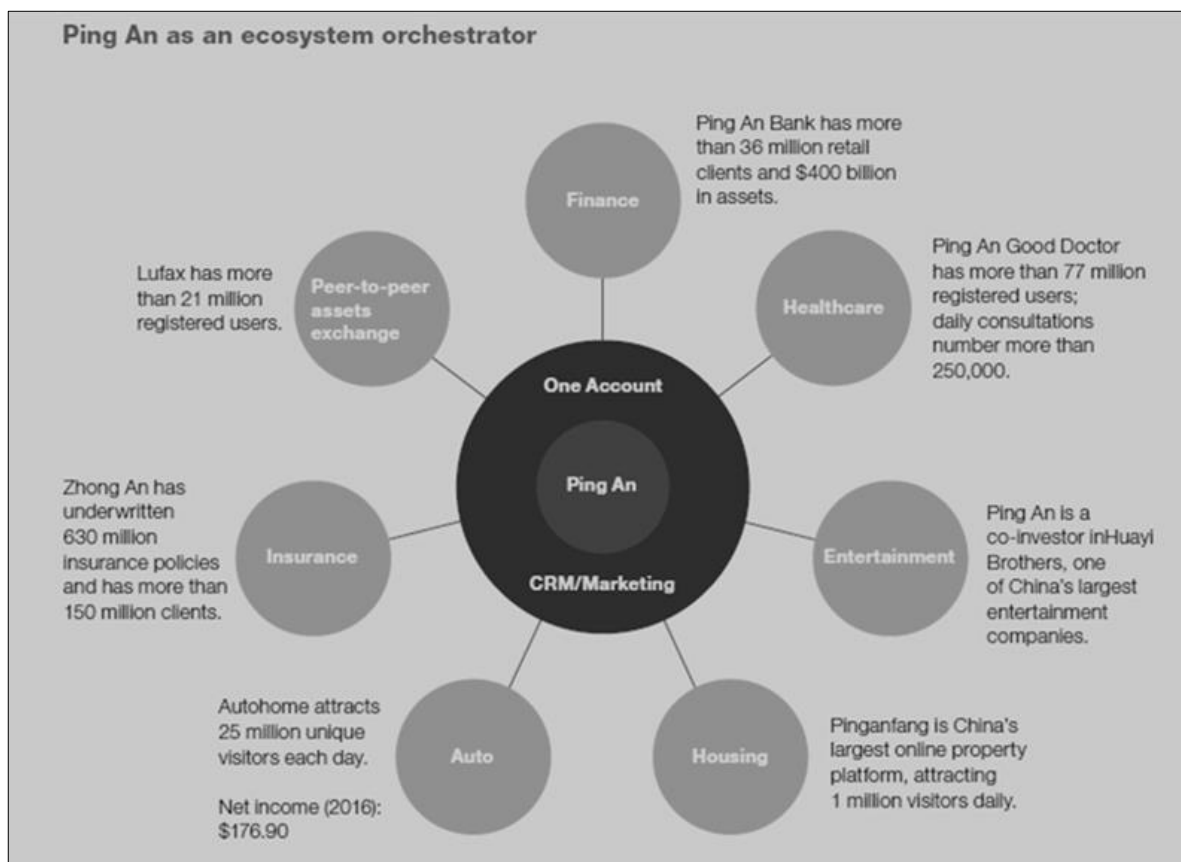 Ping An as an ecosystem orchestrator
Finance
Ping An Bank has more
than 36 million retail
clients and $400 billion
in assets.
Healthcare
Ping An Good Doctor
has more than 77 million
registered users;
daily consultations
number more than
250,000.
Entertainment
Ping An is a
co-investor inHuayi
Brothers, one
of China's largest
entertainment
companies.
Housing
Pinganfang is China's
largest online property
platform, attracting
1 million visitors daily.
Auto
Autohome attracts
25 million unique
visitors each day.
Net income (2016):
$176.90
Insurance
Zhong An has
underwritten
630 million
insurance policies
and has more than
150 million clients.
Peer-to-peer
assets
exchange
Lufax has more
than 21 million
registered users.
One Account
Ping An
CRM/Marketing